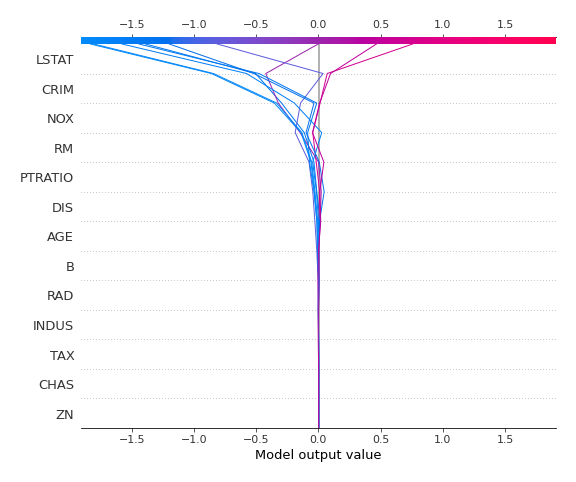 −1.5 −1.0 −0.5 0.0 0.5 1.0 1.5
LSTAT
CRIM
NOX
RM
PTRATIO
DIS
AGE
B
RAD
INDUS
TAX
CHAS
ZN
−1.5 −1.0 −0.5 0.0 0.5 1.0 1.5
Model output value